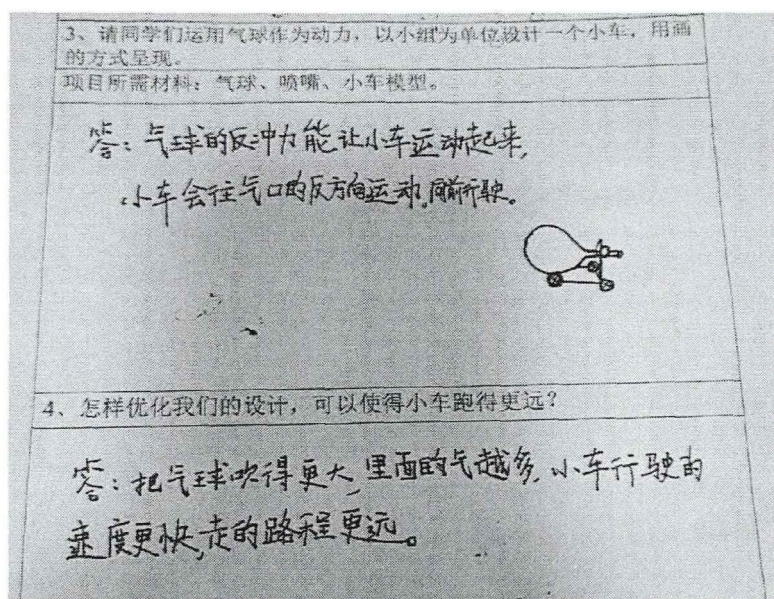 3、请同学们运用气球作为动力，以小组为单位设计一个小车，用画
的方式呈现。
项目所需材料：气球、喷嘴、小车模型。
答：气球的反冲力能让小车运动起来，
小车会往气口的反方向运动，向前行驶。
4、怎样优化我们的设计，可以使得小车跑得更远？
答：把气球吹得更大，里面的气越多，小车行驶的
速度更快，走的路程更远。